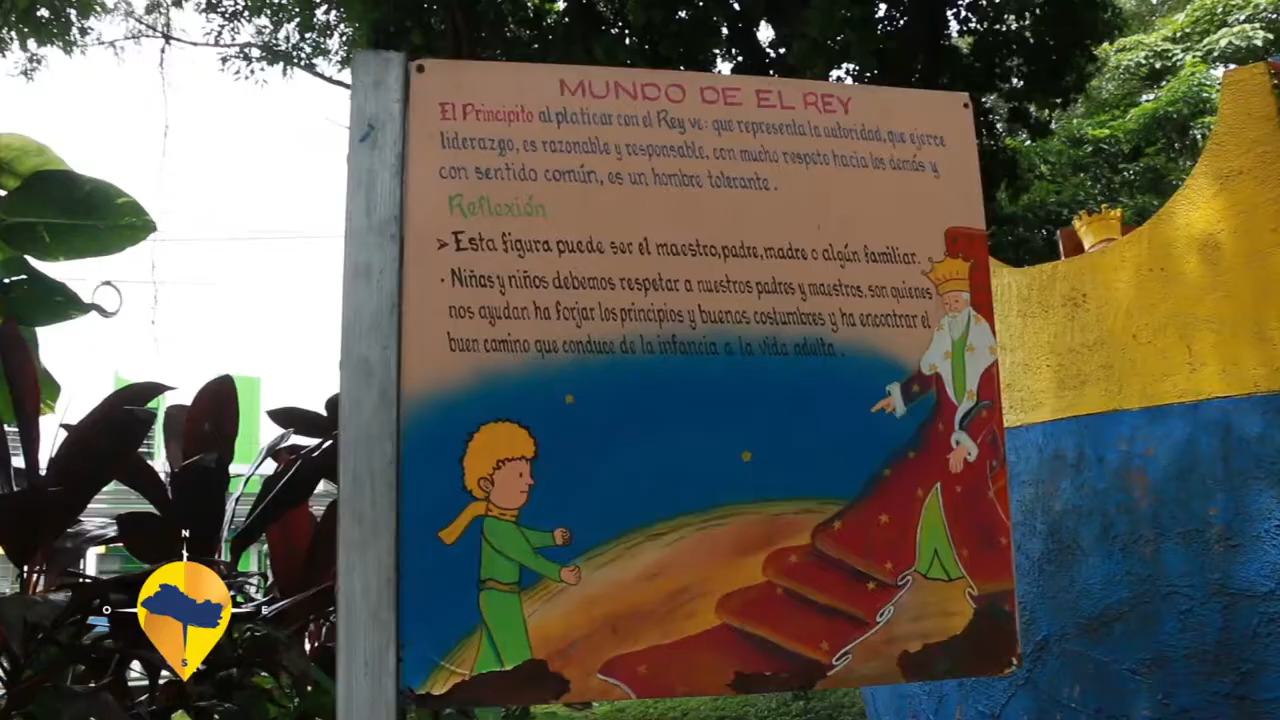 MUNDO DE EL REY
El Principito al platicar con el Rey ve: que representa la autoridad, que ejerce
liderazgo, es razonable y responsable, con mucho respeto hacia los demás y
con sentido común, es un hombre tolerante.
Reflexión
➢ Esta figura puede ser el maestro, padre, madre o algún familiar.
· Niñas y niños debemos respetar a nuestros padres y maestros, son quienes
nos ayudan ha forjar los principios y buenas costumbres y ha encontrar el
buen camino que conduce de la infancia a la vida adulta.
N
O E
S